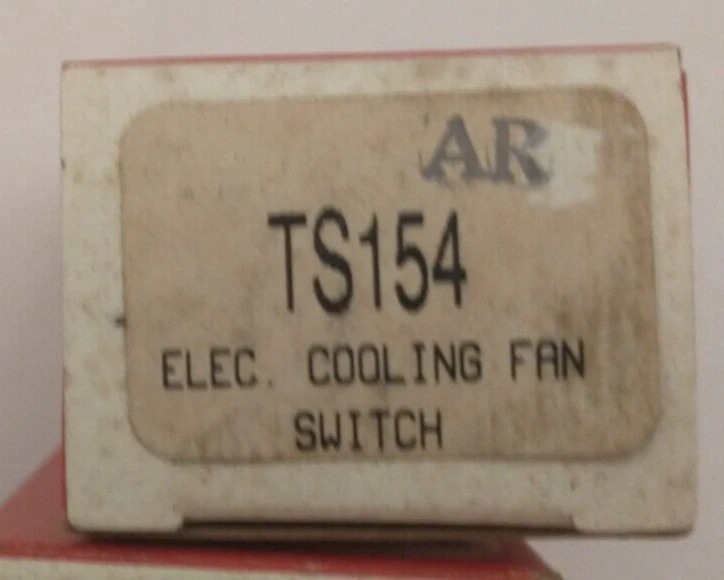 AR
TS154
ELEC. COOLING FAN
SWITCH